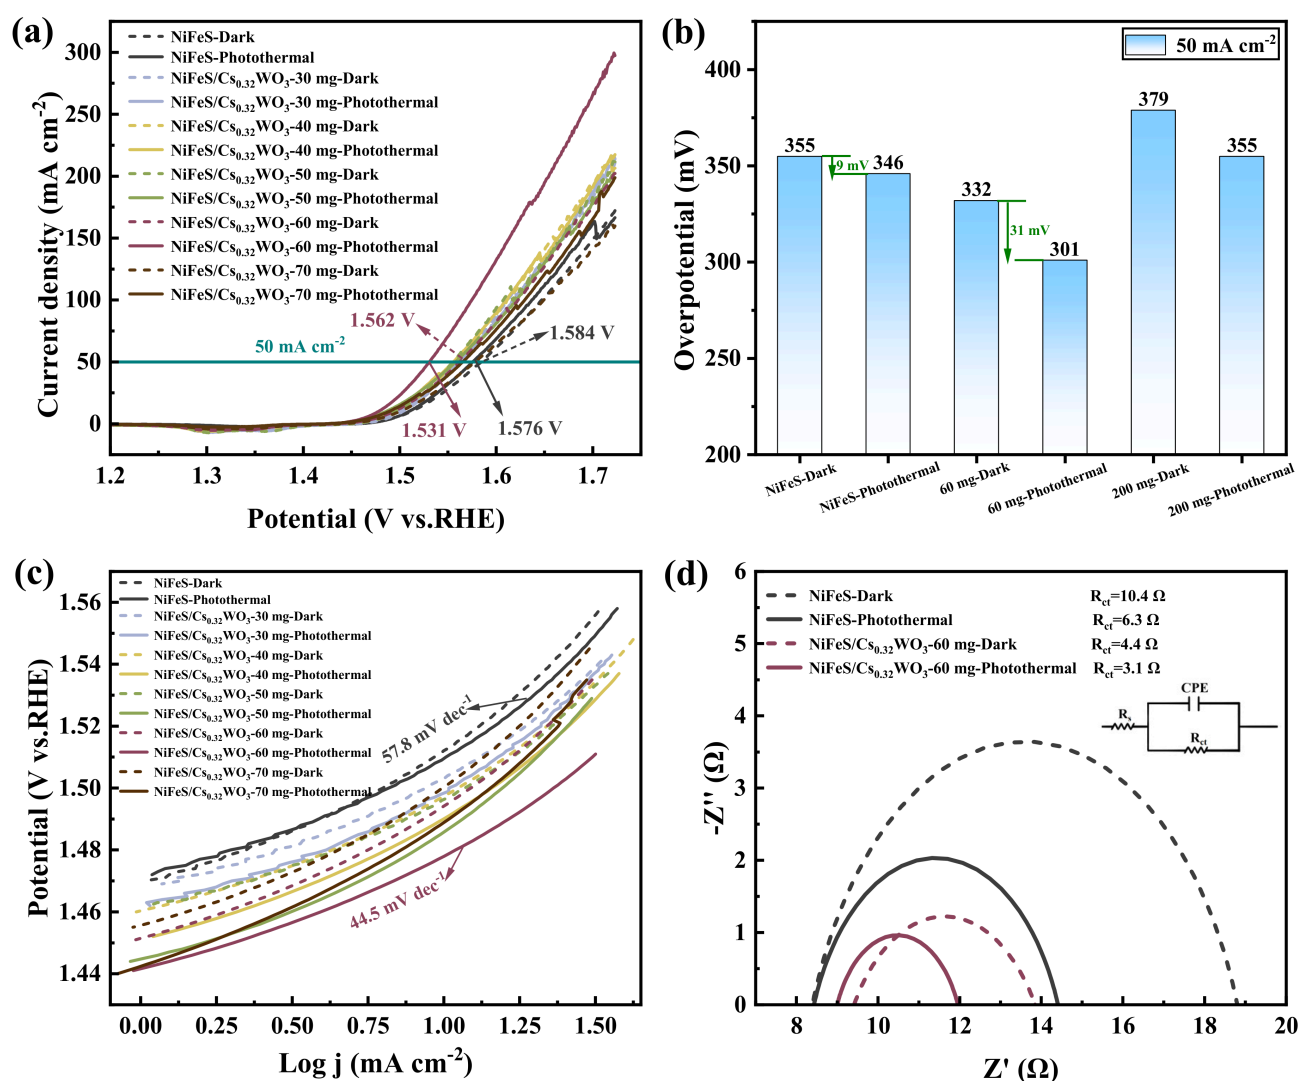 (a)
NiFeS-Dark
NiFeS-Photothermal
NiFeS/Cs0.32WO3-30 mg-Dark
NiFeS/Cs0.32WO3-30 mg-Photothermal
NiFeS/Cs0.32WO3-40 mg-Dark
NiFeS/Cs0.32WO3-40 mg-Photothermal
NiFeS/Cs0.32WO3-50 mg-Dark
NiFeS/Cs0.32WO3-50 mg-Photothermal
NiFeS/Cs0.32WO3-60 mg-Dark
NiFeS/Cs0.32WO3-60 mg-Photothermal
NiFeS/Cs0.32WO3-70 mg-Dark
NiFeS/Cs0.32WO3-70 mg-Photothermal
300
250
200
150
100
50
0
Current density (mA cm-2)
1.562 V
1.584 V
50 mA cm-2
1.531 V
1.576 V
1.2 1.3 1.4 1.5 1.6 1.7
Potential (V vs.RHE)
(b)
50 mA cm-2
400
350
300
250
200
Overpotential (mV)
355
9 mV
346
332
31 mV
301
379
355
NiFeS-Dark
NiFeS-Photothermal
60 mg-Dark
60 mg-Photothermal
200 mg-Dark
200 mg-Photothermal
(c)
NiFeS-Dark
NiFeS-Photothermal
NiFeS/Cs0.32WO3-30 mg-Dark
NiFeS/Cs0.32WO3-30 mg-Photothermal
NiFeS/Cs0.32WO3-40 mg-Dark
NiFeS/Cs0.32WO3-40 mg-Photothermal
NiFeS/Cs0.32WO3-50 mg-Dark
NiFeS/Cs0.32WO3-50 mg-Photothermal
NiFeS/Cs0.32WO3-60 mg-Dark
NiFeS/Cs0.32WO3-60 mg-Photothermal
NiFeS/Cs0.32WO3-70 mg-Dark
NiFeS/Cs0.32WO3-70 mg-Photothermal
1.56
1.54
1.52
1.50
1.48
1.46
1.44
Potential (V vs.RHE)
57.8 mV dec-1
44.5 mV dec-1
0.00 0.25 0.50 0.75 1.00 1.25 1.50
Log j (mA cm-2)
(d)
NiFeS-Dark Rct=10.4 Ω
NiFeS-Photothermal Rct=6.3 Ω
NiFeS/Cs0.32WO3-60 mg-Dark Rct=4.4 Ω
NiFeS/Cs0.32WO3-60 mg-Photothermal Rct=3.1 Ω
CPE
Rs
Rct
6
5
4
3
2
1
0
-Z'' (Ω)
8 10 12 14 16 18 20
Z' (Ω)